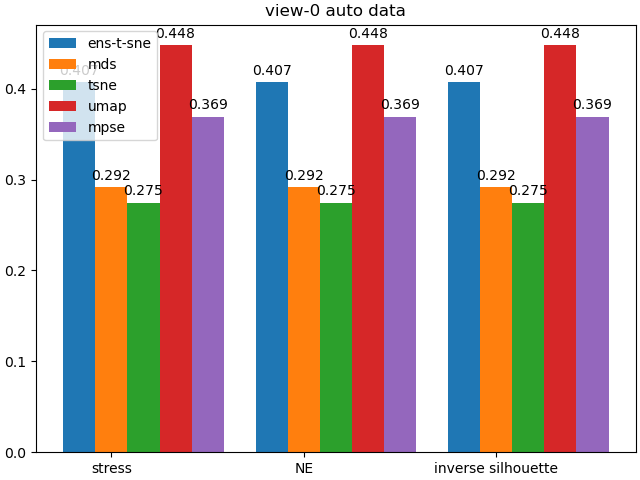 view-0 auto data
ens-t-sne
mds
tsne
umap
mpse
0.407 0.292 0.275 0.448 0.369
0.407 0.292 0.275 0.448 0.369
0.407 0.292 0.275 0.448 0.369
0.4
0.3
0.2
0.1
0.0
stress NE inverse silhouette